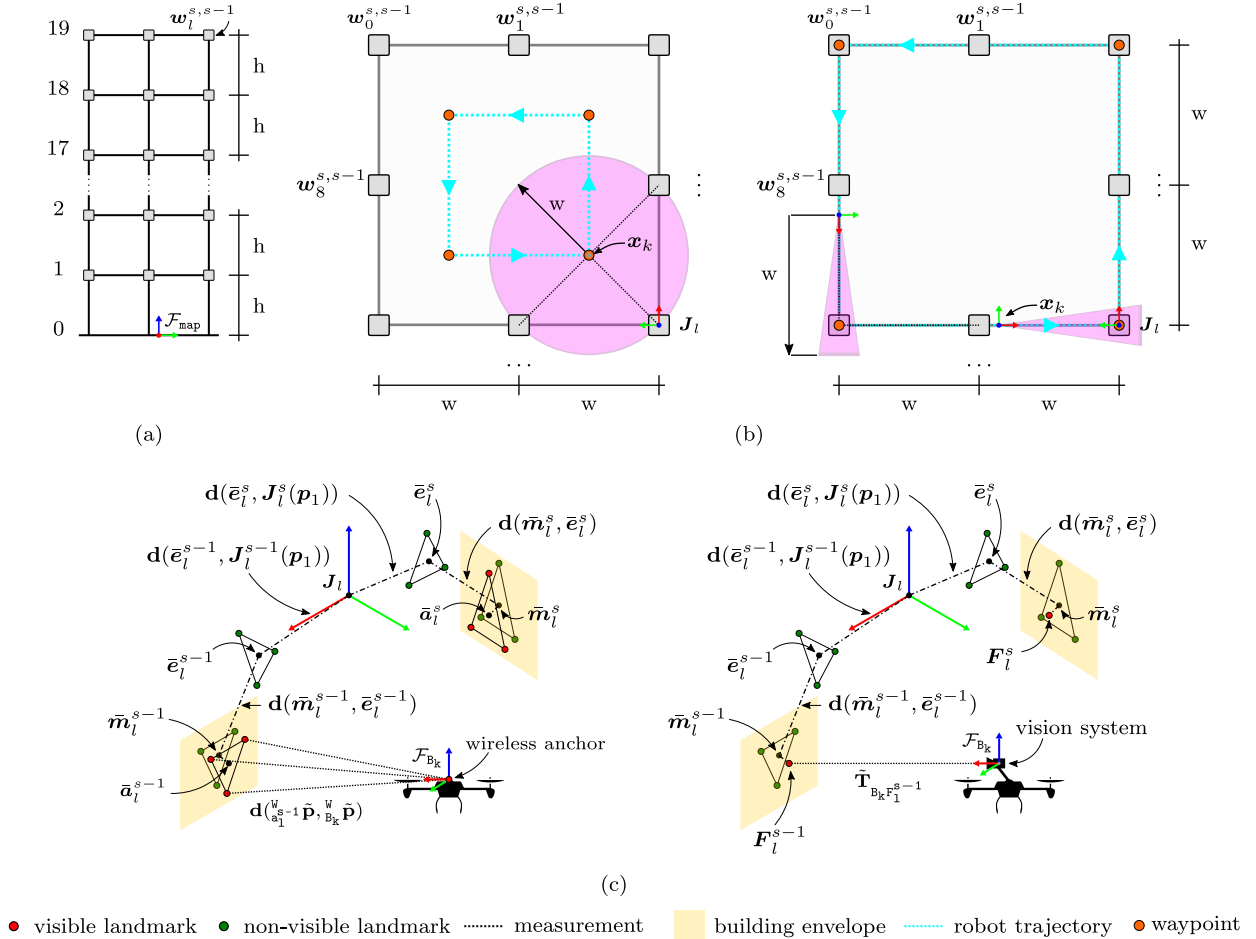 19
18
17
2
1
0
𝒘_l^{s,s−1}
h
h
h
h
ℱ_map
(a)
𝒘_0^{s,s−1}
𝒘_1^{s,s−1}
𝒘_8^{s,s−1}
w
𝒙_k
𝑱_l
⋮
...
w
w
𝒘_0^{s,s−1}
𝒘_1^{s,s−1}
𝒘_8^{s,s−1}
w
w
w
𝒙_k
𝑱_l
⋮
...
w
w
(b)
d(ē_l^s, J_l^s(p_1))
ē_l^s
d(m̄_l^s, ē_l^s)
d(ē_l^{s−1}, J_l^{s−1}(p_1))
J_l
ā_l^s
m̄_l^s
ē_l^{s−1}
d(m̄_l^{s−1}, ē_l^{s−1})
m̄_l^{s−1}
ℱ_{B_k}
wireless anchor
ā_l^{s−1}
d(^W_{a_l^{s−1}}p̃, ^W_{B_k}p̃)
d(ē_l^s, J_l^s(p_1))
ē_l^s
d(m̄_l^s, ē_l^s)
d(ē_l^{s−1}, J_l^{s−1}(p_1))
J_l
m̄_l^s
F_l^s
ē_l^{s−1}
d(m̄_l^{s−1}, ē_l^{s−1})
m̄_l^{s−1}
ℱ_{B_k}
vision system
T̃_{B_kF_l^{s−1}}
F_l^{s−1}
(c)
visible landmark
non-visible landmark
measurement
building envelope
robot trajectory
waypoint